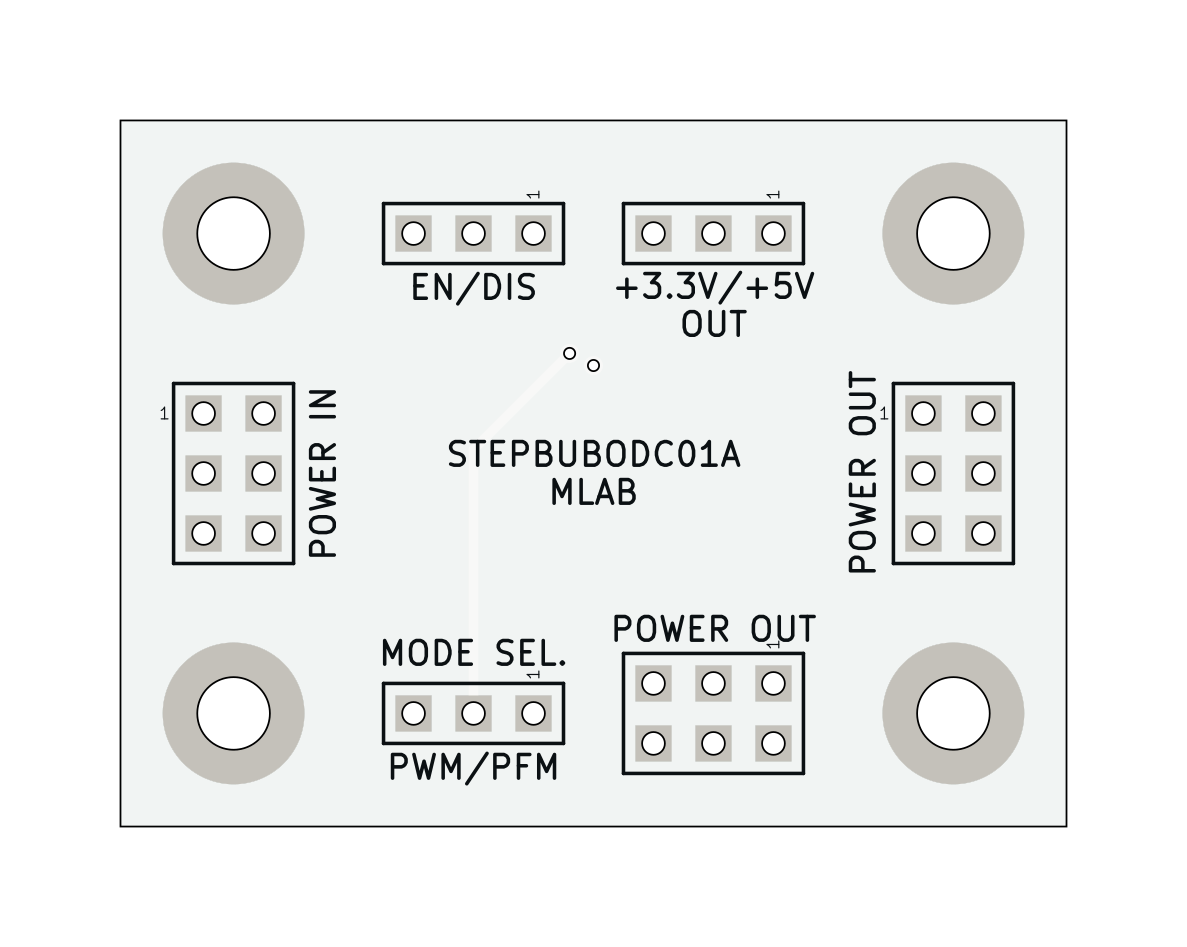 1
1
EN/DIS
+3.3V/+5V
OUT
1
POWER IN
POWER OUT
1
STEPBUBODC01A
MLAB
POWER OUT
1
MODE SEL.
1
PWM/PFM